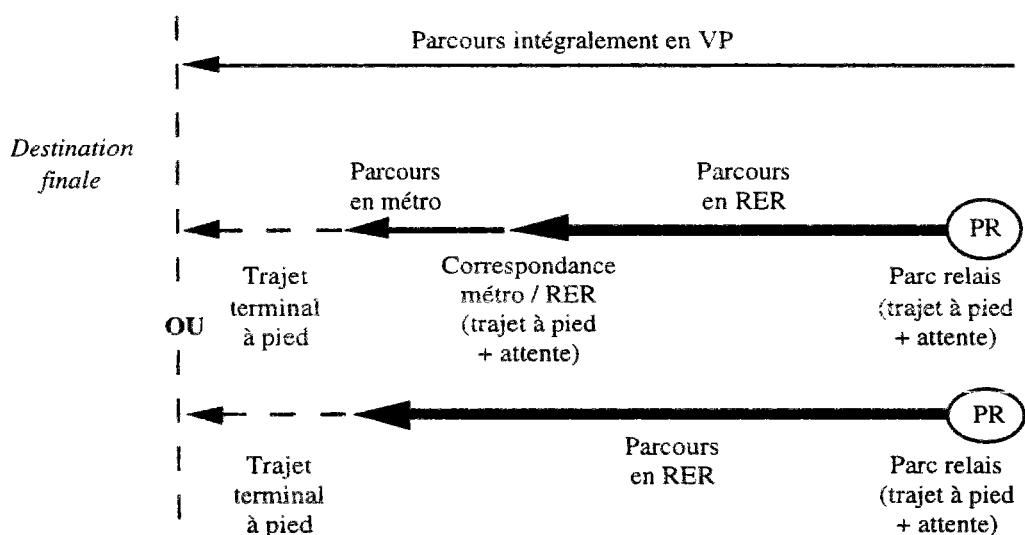 Parcours intégralement en VP
Destination
finale
Parcours
en métro
Parcours
en RER
PR
Trajet
terminal
à pied
Correspondance
métro / RER
(trajet à pied
+ attente)
Parc relais
(trajet à pied
+ attente)
OU
PR
Trajet
terminal
à pied
Parcours
en RER
Parc relais
(trajet à pied
+ attente)